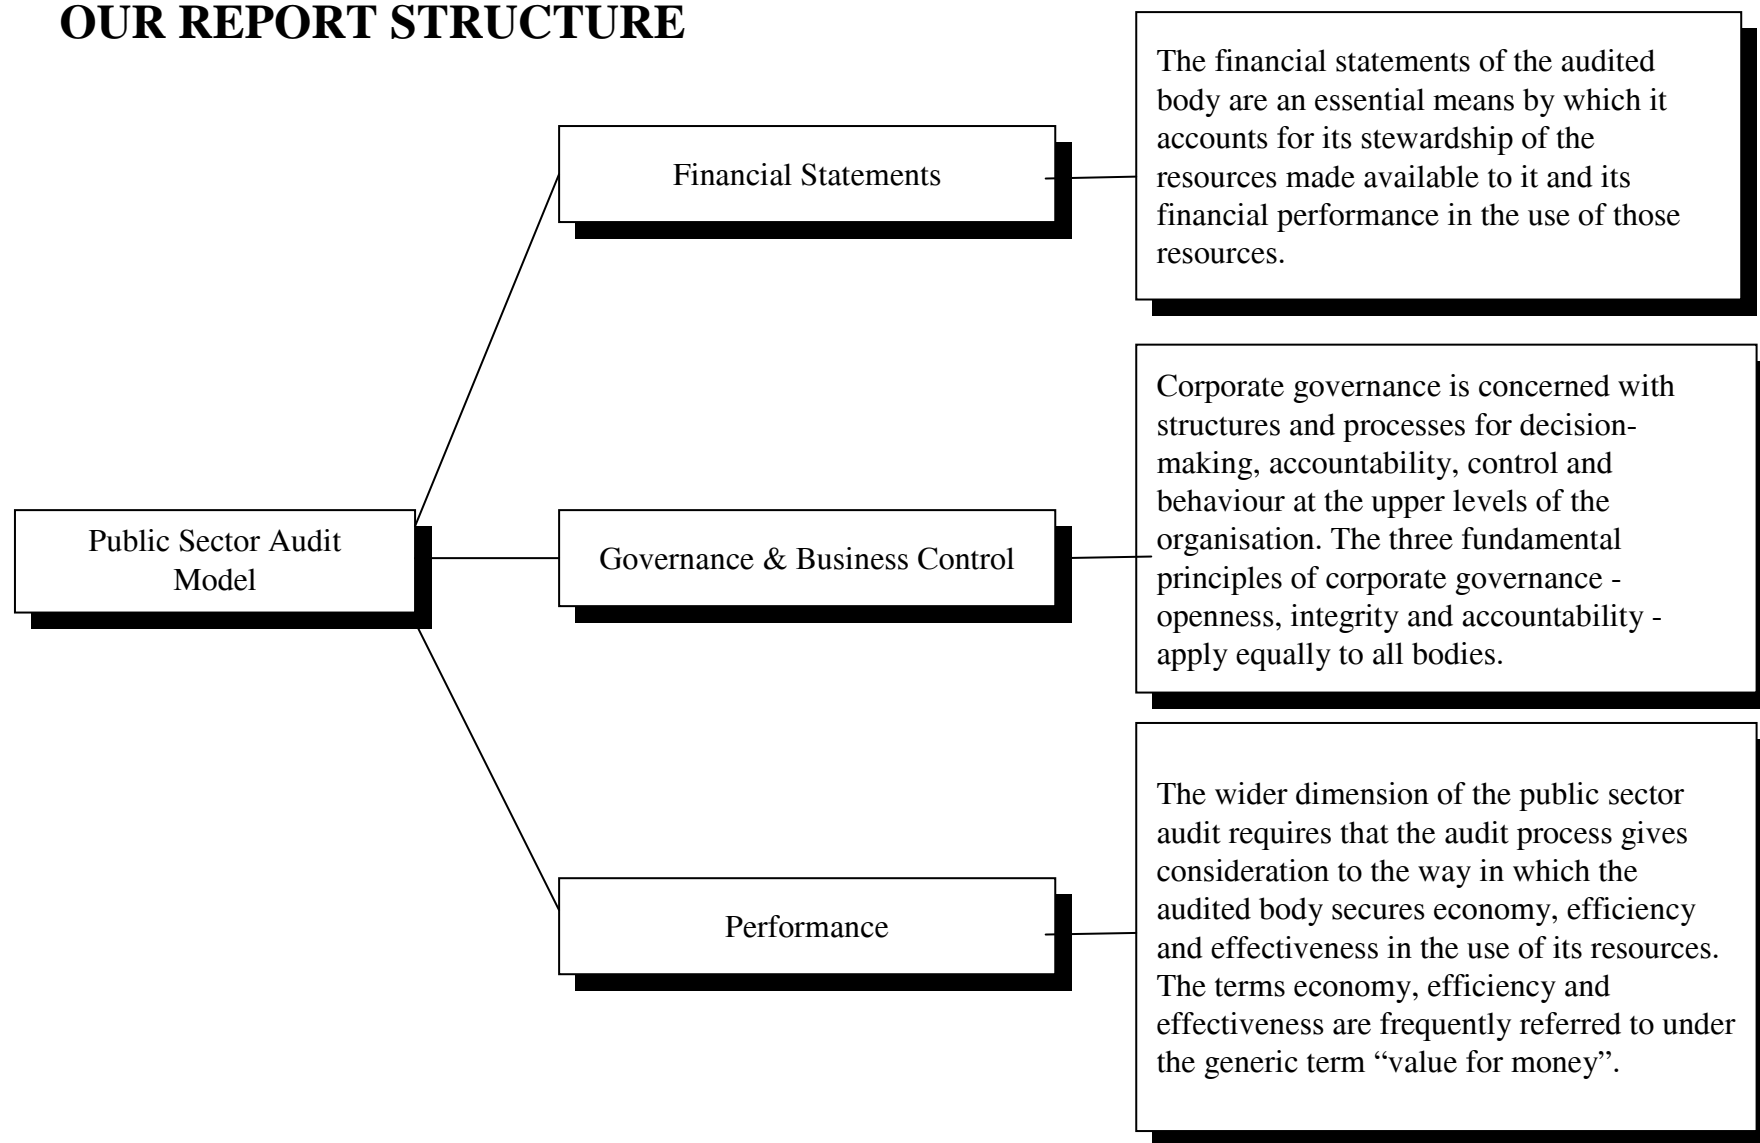 OUR REPORT STRUCTURE
Financial Statements
The financial statements of the audited
body are an essential means by which it
accounts for its stewardship of the
resources made available to it and its
financial performance in the use of those
resources.
Public Sector Audit
Model
Governance & Business Control
Corporate governance is concerned with
structures and processes for decision-
making, accountability, control and
behaviour at the upper levels of the
organisation. The three fundamental
principles of corporate governance -
openness, integrity and accountability -
apply equally to all bodies.
Performance
The wider dimension of the public sector
audit requires that the audit process gives
consideration to the way in which the
audited body secures economy, efficiency
and effectiveness in the use of its resources.
The terms economy, efficiency and
effectiveness are frequently referred to under
the generic term “value for money”.